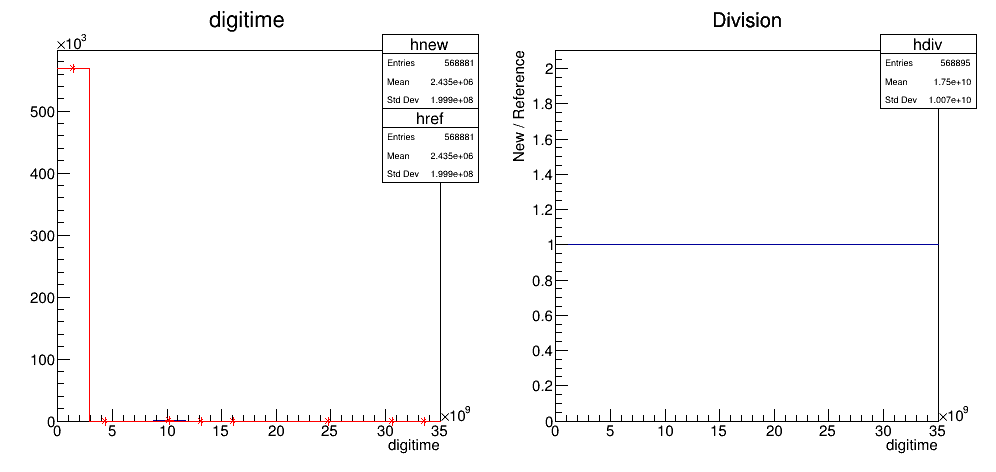 digitime
×10³
hnew
Entries 568881
Mean 2.435e+06
Std Dev 1.999e+08
href
Entries 568881
Mean 2.435e+06
Std Dev 1.999e+08
500
400
300
200
100
0
0 5 10 15 20 25 30 35
×10⁹
digitime
Division
hdiv
Entries 568895
Mean 1.75e+10
Std Dev 1.007e+10
New / Reference
2
1.8
1.6
1.4
1.2
1
0.8
0.6
0.4
0.2
0
0 5 10 15 20 25 30 35
×10⁹
digitime